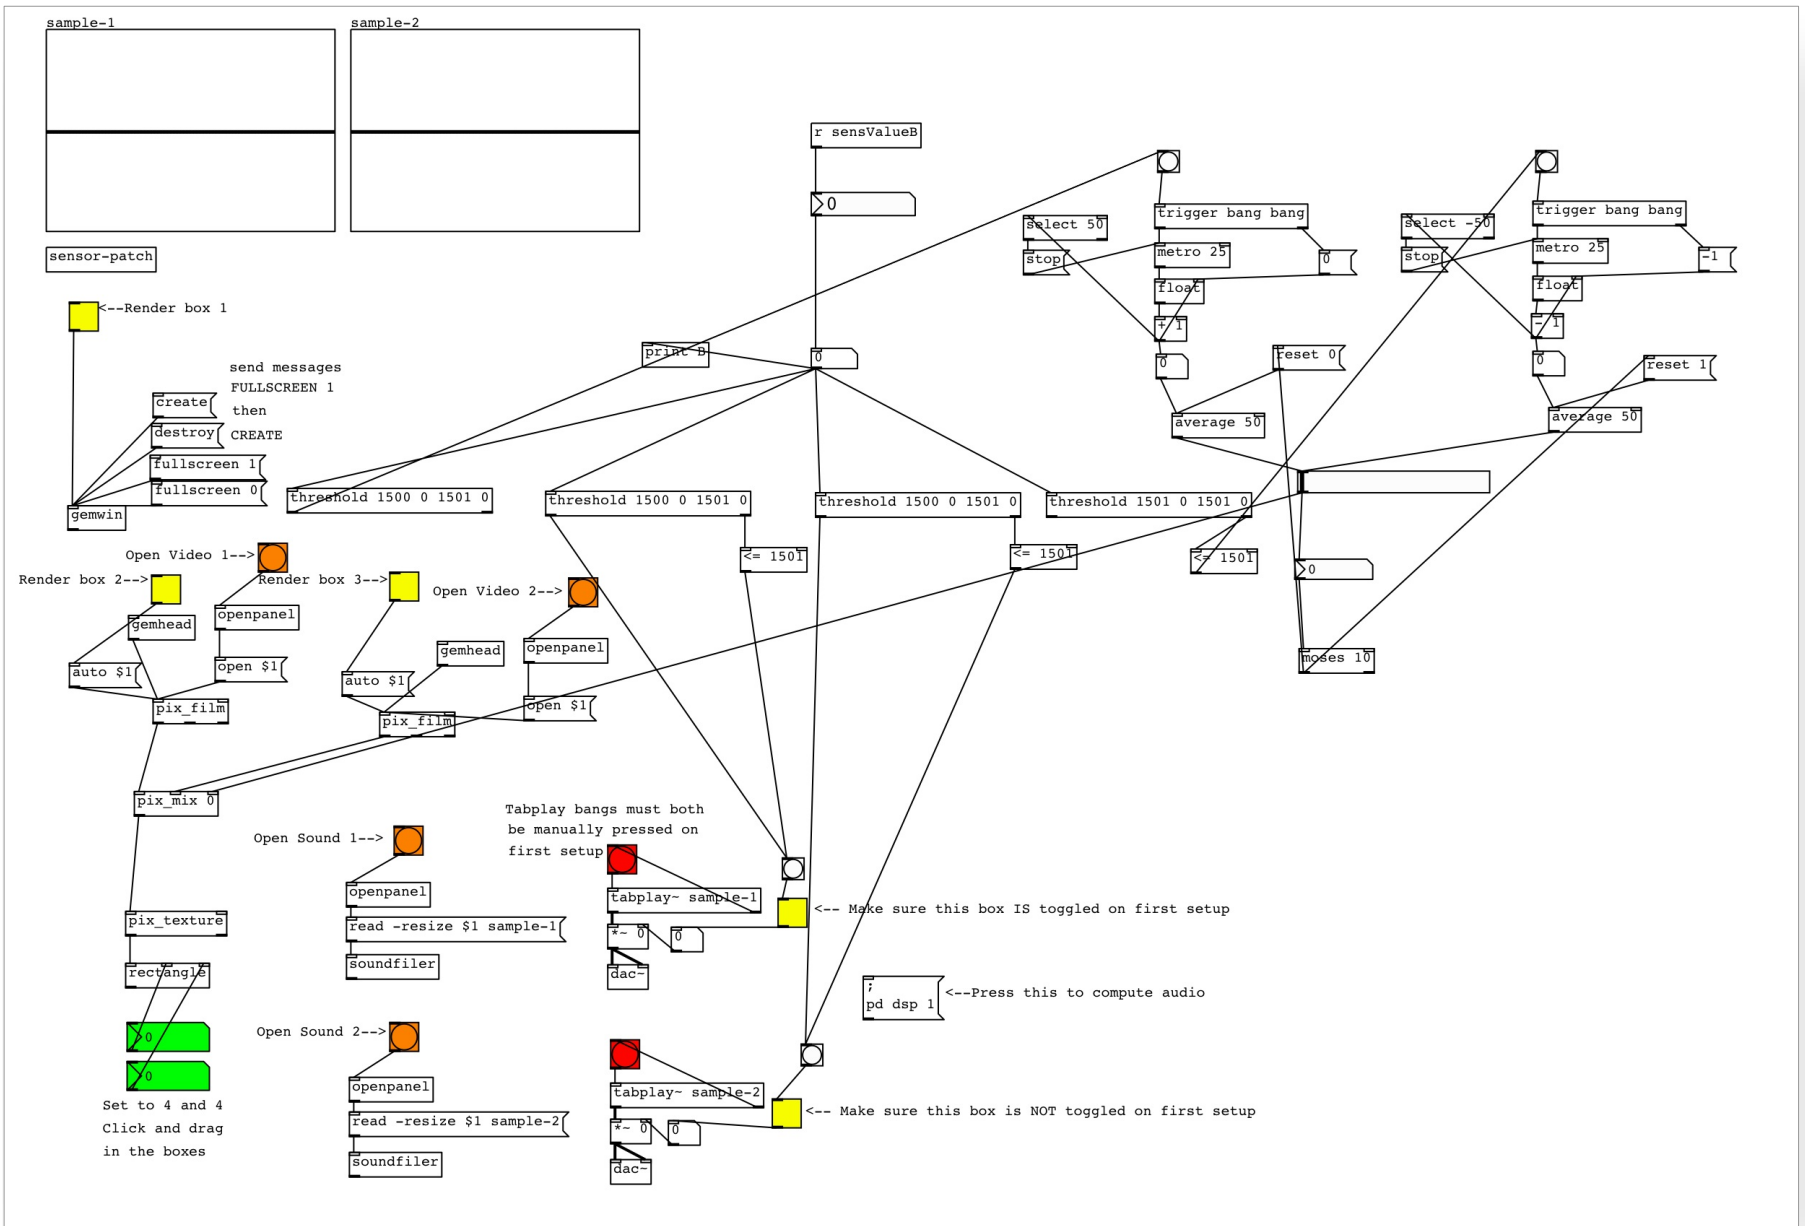 sample-1
sample-2
r sensValueB
0
select 50
stop
trigger bang bang
metro 25
0
float
+ 1
0
reset 0
average 50
select -50
stop
trigger bang bang
metro 25
-1
float
- 1
0
reset 1
average 50
sensor-patch
<--Render box 1
print B
0
send messages
FULLSCREEN 1
then
CREATE
create
destroy
fullscreen 1
fullscreen 0
gemwin
threshold 1500 0 1501 0
threshold 1500 0 1501 0
threshold 1500 0 1501 0
threshold 1501 0 1501 0
<= 1501
<= 1501
<= 1501
0
moses 10
Open Video 1-->
Render box 2-->
Render box 3-->
Open Video 2-->
gemhead
openpanel
auto $1
open $1
pix_film
gemhead
openpanel
auto $1
open $1
pix_film
pix_mix 0
Open Sound 1-->
openpanel
read -resize $1 sample-1
soundfiler
Tabplay bangs must both
be manually pressed on
first setup
tabplay~ sample-1
*~ 0
0
dac~
<-- Make sure this box IS toggled on first setup
pix_texture
rectangle
0
0
Set to 4 and 4
Click and drag
in the boxes
;
pd dsp 1
<--Press this to compute audio
Open Sound 2-->
openpanel
read -resize $1 sample-2
soundfiler
tabplay~ sample-2
*~ 0
0
dac~
<-- Make sure this box is NOT toggled on first setup